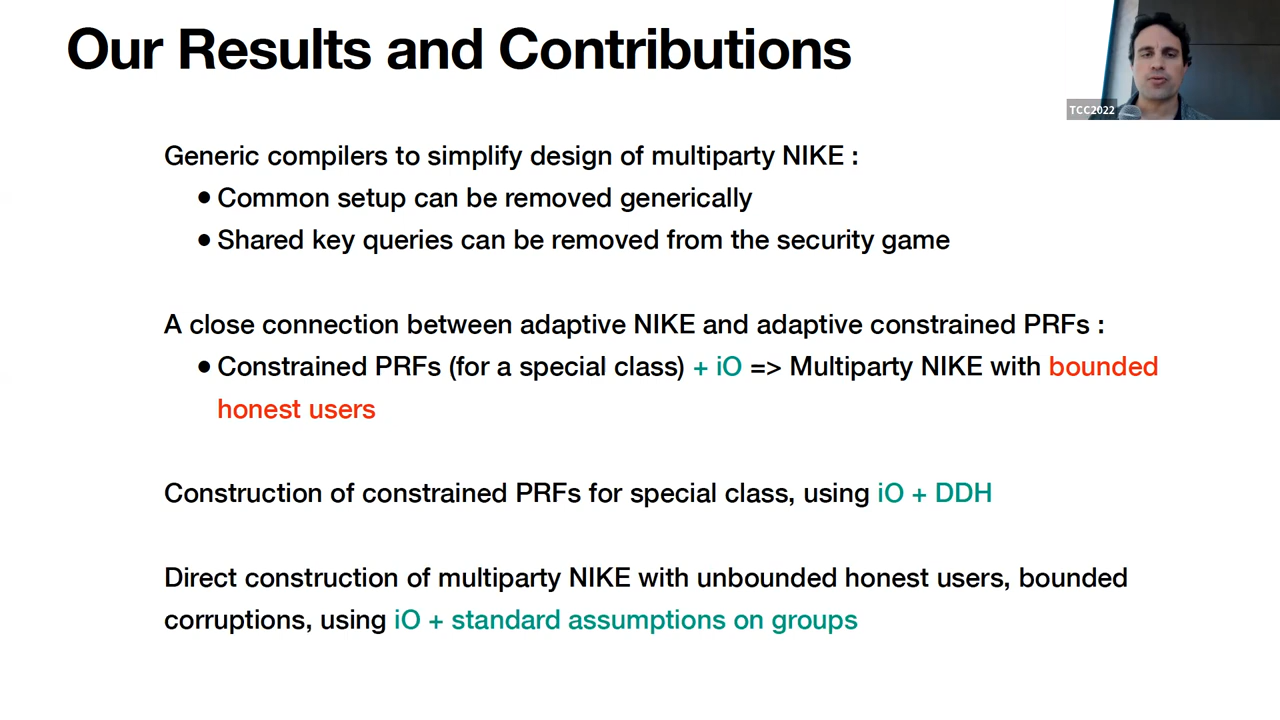 Our Results and Contributions
TCC2022
Generic compilers to simplify design of multiparty NIKE :
• Common setup can be removed generically
• Shared key queries can be removed from the security game
A close connection between adaptive NIKE and adaptive constrained PRFs :
• Constrained PRFs (for a special class) + iO => Multiparty NIKE with bounded
honest users
Construction of constrained PRFs for special class, using iO + DDH
Direct construction of multiparty NIKE with unbounded honest users, bounded
corruptions, using iO + standard assumptions on groups